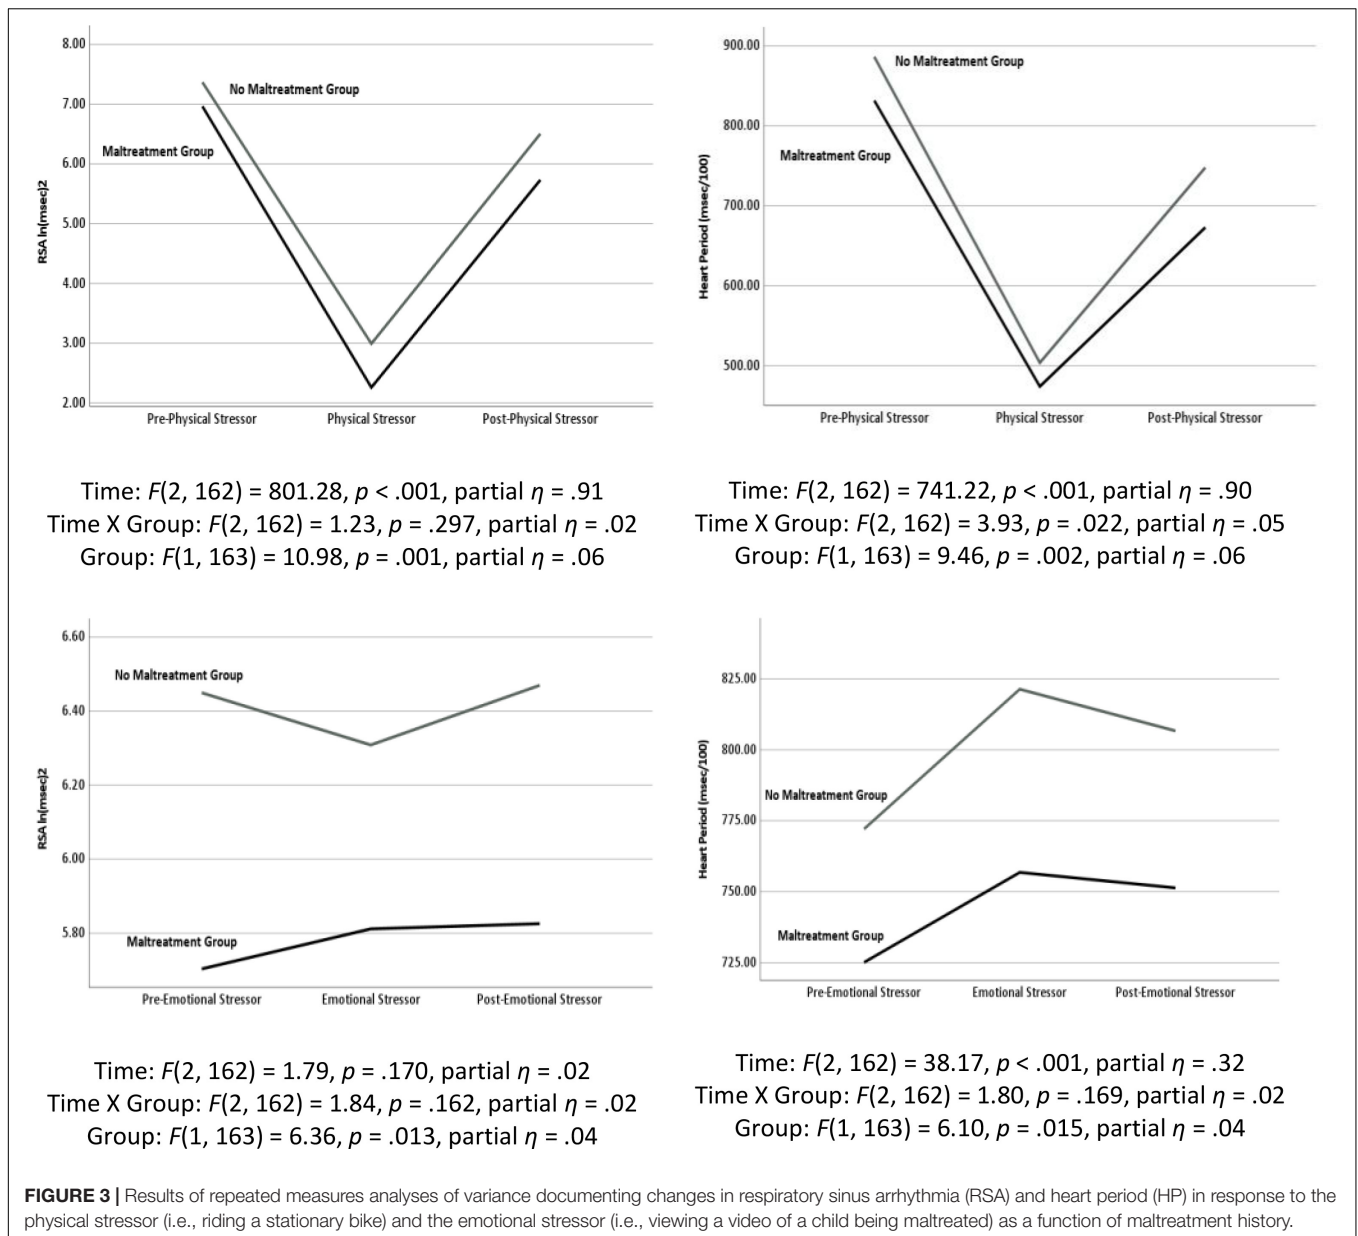 8.00
7.00
6.00
5.00
4.00
3.00
2.00
RSA ln(msec)2
No Maltreatment Group
Maltreatment Group
Pre-Physical Stressor Physical Stressor Post-Physical Stressor
Time: F(2, 162) = 801.28, p < .001, partial η = .91
Time X Group: F(2, 162) = 1.23, p = .297, partial η = .02
Group: F(1, 163) = 10.98, p = .001, partial η = .06
900.00
800.00
700.00
600.00
500.00
Heart Period (msec/100)
No Maltreatment Group
Maltreatment Group
Pre-Physical Stressor Physical Stressor Post-Physical Stressor
Time: F(2, 162) = 741.22, p < .001, partial η = .90
Time X Group: F(2, 162) = 3.93, p = .022, partial η = .05
Group: F(1, 163) = 9.46, p = .002, partial η = .06
6.60
6.40
6.20
6.00
5.80
RSA ln(msec)2
No Maltreatment Group
Maltreatment Group
Pre-Emotional Stressor Emotional Stressor Post-Emotional Stressor
Time: F(2, 162) = 1.79, p = .170, partial η = .02
Time X Group: F(2, 162) = 1.84, p = .162, partial η = .02
Group: F(1, 163) = 6.36, p = .013, partial η = .04
825.00
800.00
775.00
750.00
725.00
Heart Period (msec/100)
No Maltreatment Group
Maltreatment Group
Pre-Emotional Stressor Emotional Stressor Post-Emotional Stressor
Time: F(2, 162) = 38.17, p < .001, partial η = .32
Time X Group: F(2, 162) = 1.80, p = .169, partial η = .02
Group: F(1, 163) = 6.10, p = .015, partial η = .04
FIGURE 3 | Results of repeated measures analyses of variance documenting changes in respiratory sinus arrhythmia (RSA) and heart period (HP) in response to the
physical stressor (i.e., riding a stationary bike) and the emotional stressor (i.e., viewing a video of a child being maltreated) as a function of maltreatment history.